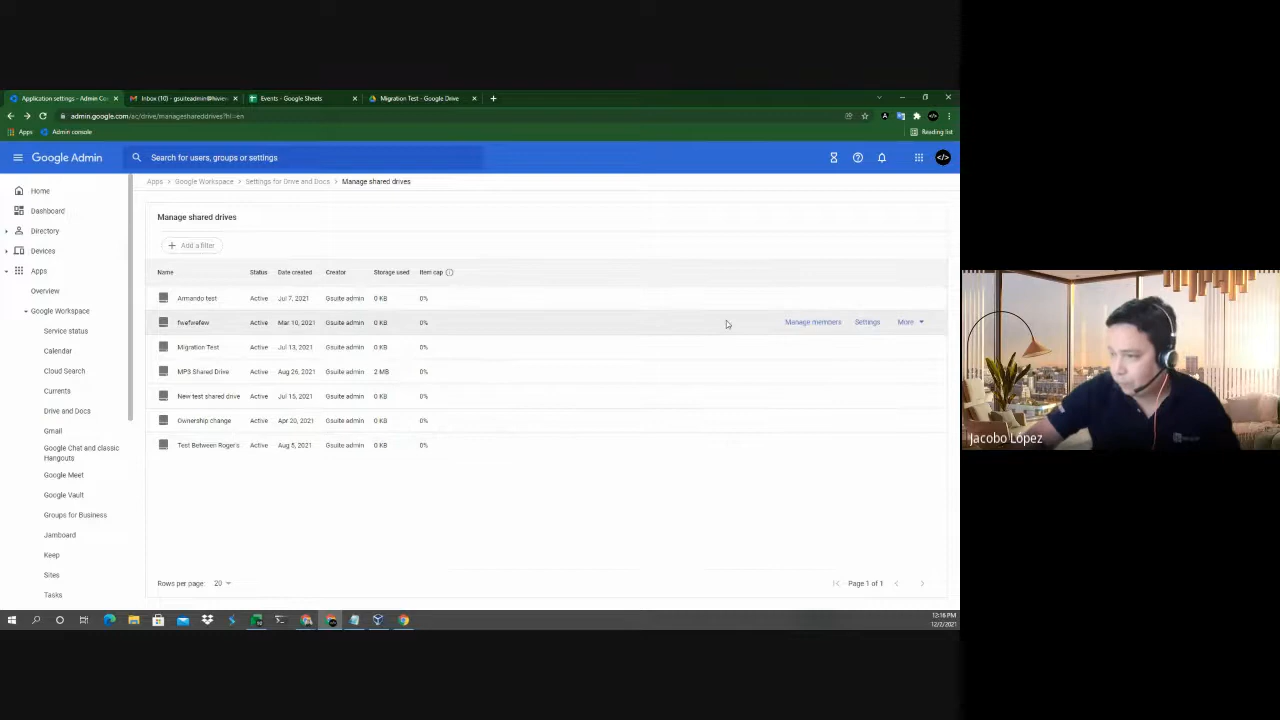 Application settings - Admin Co
Inbox (10) - gsuiteadmin@hiview
Events - Google Sheets
Migration Test - Google Drive
admin.google.com/ac/drive/manageshareddrives?hl=en
Apps
Admin console
Reading list
Google Admin
Search for users, groups or settings
</>
Home
Dashboard
Directory
Devices
Apps
Overview
Google Workspace
Service status
Calendar
Cloud Search
Currents
Drive and Docs
Gmail
Google Chat and classic
Hangouts
Google Meet
Google Vault
Groups for Business
Jamboard
Keep
Sites
Tasks
Apps > Google Workspace > Settings for Drive and Docs > Manage shared drives
Manage shared drives
+ Add a filter
Name Status Date created Creator Storage used Item cap
Armando test Active Jul 7, 2021 Gsuite admin 0 KB 0%
fwefwefew Active Mar 10, 2021 Gsuite admin 0 KB 0% Manage members Settings More
Migration Test Active Jul 13, 2021 Gsuite admin 0 KB 0%
MP3 Shared Drive Active Aug 26, 2021 Gsuite admin 2 MB 0%
New test shared drive Active Jul 15, 2021 Gsuite admin 0 KB 0%
Ownership change Active Apr 20, 2021 Gsuite admin 0 KB 0%
Test Between Roger's Active Aug 5, 2021 Gsuite admin 0 KB 0%
Rows per page: 20
Page 1 of 1
12:16 PM
12/2/2021
Jacobo López